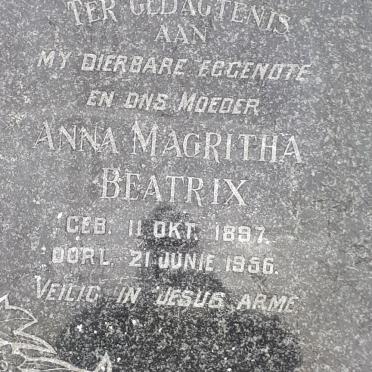 TER GEDAGTENIS
AAN
MY DIERBARE EGGENOTE
EN ONS MOEDER
ANNA MAGRITHA
BEATRIX
GEB. 11 OKT. 1897.
OORL. 21 JUNIE 1956.
VEILIG IN JESUS ARME